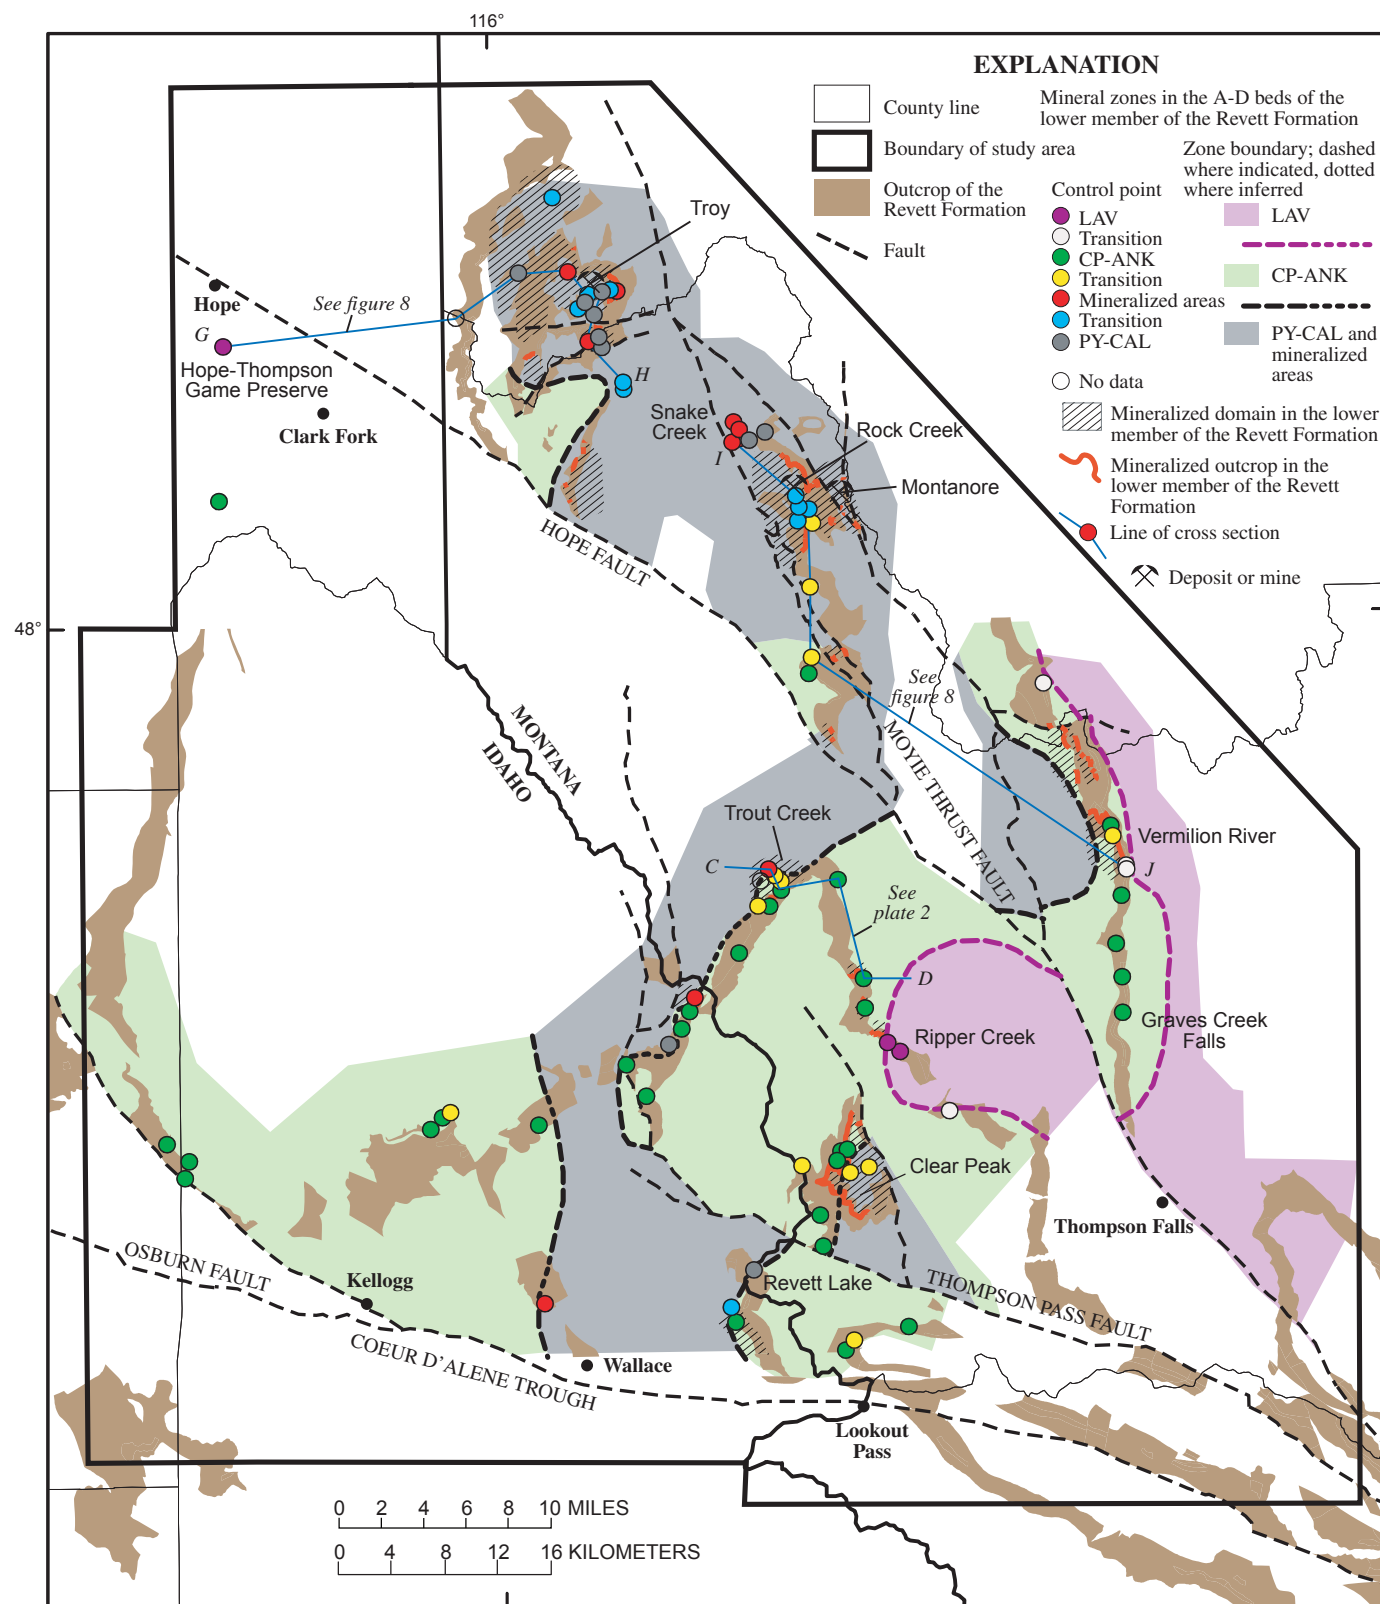 116°
EXPLANATION
County line
Boundary of study area
Outcrop of the
Revett Formation
Fault
Mineral zones in the A-D beds of the
lower member of the Revett Formation
Zone boundary; dashed
where indicated, dotted
where inferred
Control point
LAV
Transition
CP-ANK
Transition
Mineralized areas
Transition
PY-CAL
No data
LAV
CP-ANK
PY-CAL and
mineralized
areas
Mineralized domain in the lower
member of the Revett Formation
Mineralized outcrop in the
lower member of the Revett
Formation
Line of cross section
Deposit or mine
Troy
Hope
See figure 8
G
Hope-Thompson
Game Preserve
Clark Fork
H
Snake
Creek
I
Rock Creek
Montanore
HOPE FAULT
48°
See
figure 8
MONTANA
IDAHO
MOYIE THRUST FAULT
Trout Creek
C
Vermilion River
J
See
plate 2
D
Ripper Creek
Graves Creek
Falls
Clear Peak
Thompson Falls
OSBURN FAULT
Kellogg
Revett Lake
THOMPSON PASS FAULT
COEUR D'ALENE TROUGH
Wallace
Lookout
Pass
0 2 4 6 8 10 MILES
0 4 8 12 16 KILOMETERS